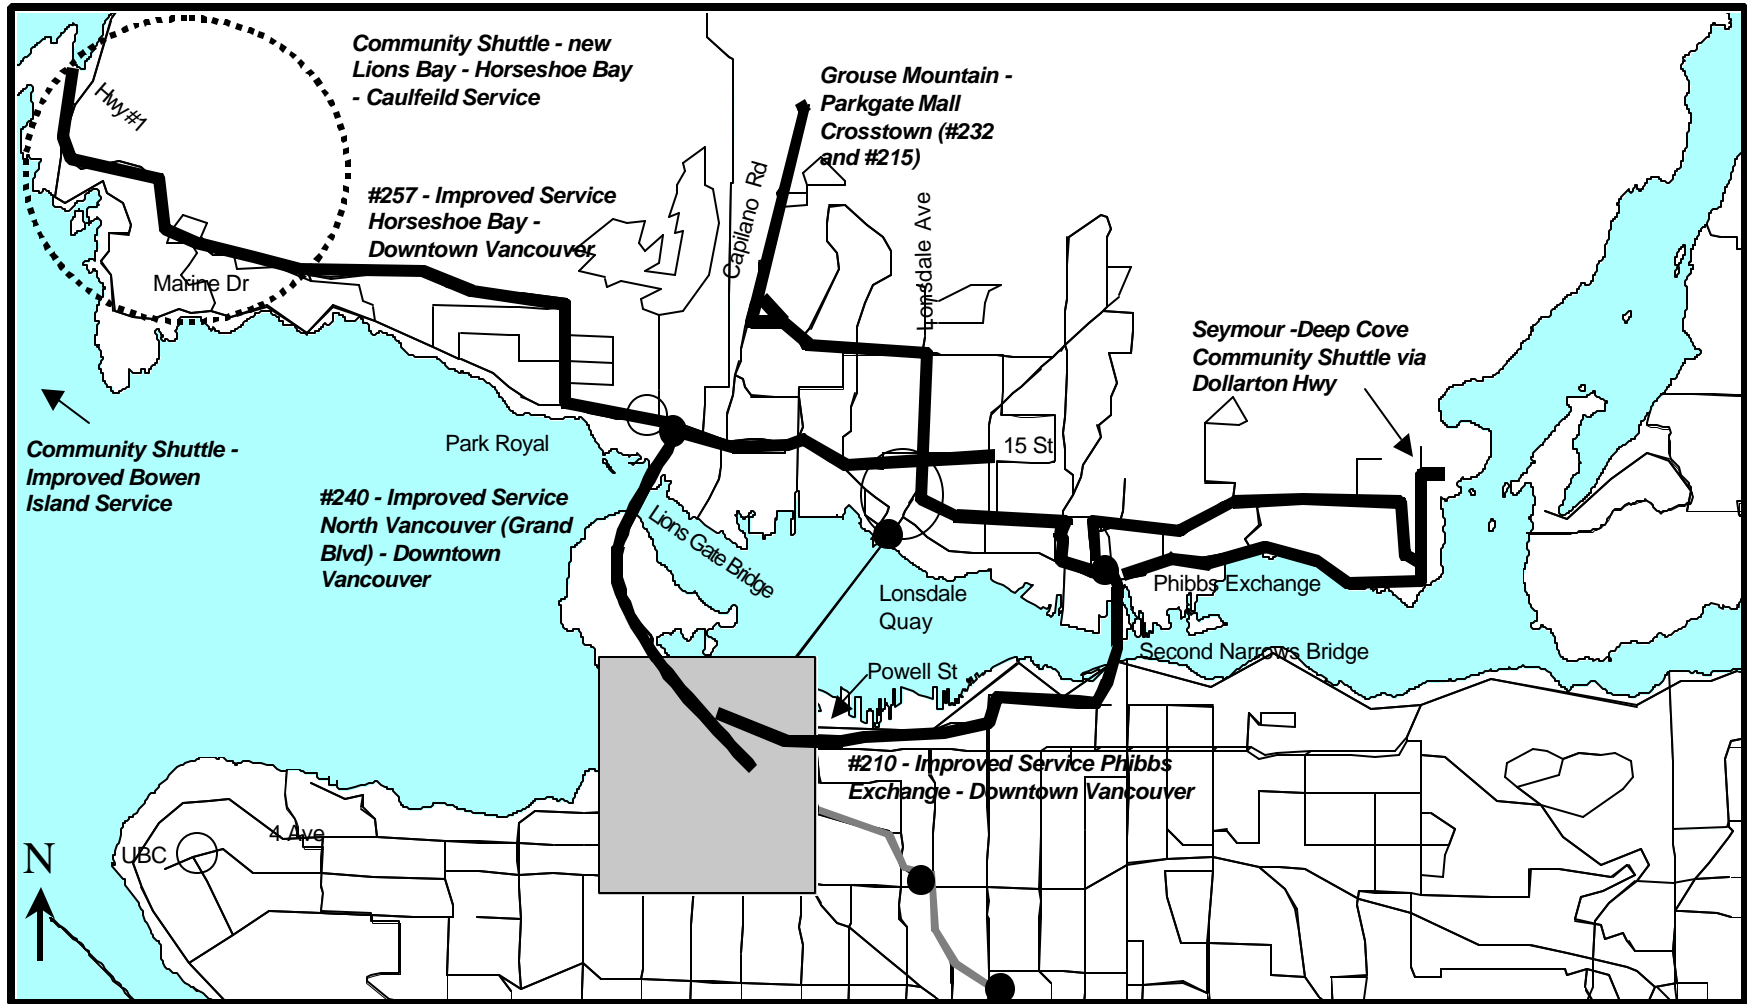 Community Shuttle - new
Lions Bay - Horseshoe Bay
- Caulfeild Service
Hwy #1
Grouse Mountain -
Parkgate Mall
Crosstown (#232
and #215)
#257 - Improved Service
Horseshoe Bay -
Downtown Vancouver
Capilano Rd
Lonsdale Ave
Marine Dr
Seymour -Deep Cove
Community Shuttle via
Dollarton Hwy
Community Shuttle -
Improved Bowen
Island Service
Park Royal
15 St
#240 - Improved Service
North Vancouver (Grand
Blvd) - Downtown
Vancouver
Lions Gate Bridge
Lonsdale
Quay
Phibbs Exchange
Second Narrows Bridge
Powell St
#210 - Improved Service Phibbs
Exchange - Downtown Vancouver
4 Ave
UBC
N